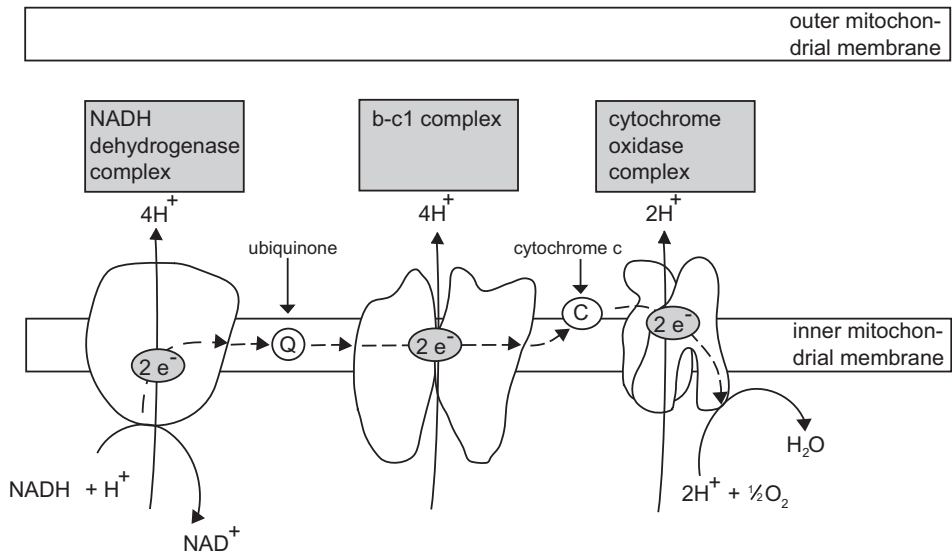 outer mitochon-
drial membrane
NADH
dehydrogenase
complex
b-c1 complex
cytochrome
oxidase
complex
4H⁺
4H⁺
2H⁺
ubiquinone
cytochrome c
C
2 e⁻
Q
2 e⁻
2 e⁻
inner mitochon-
drial membrane
H₂O
NADH + H⁺
2H⁺ + ½O₂
NAD⁺